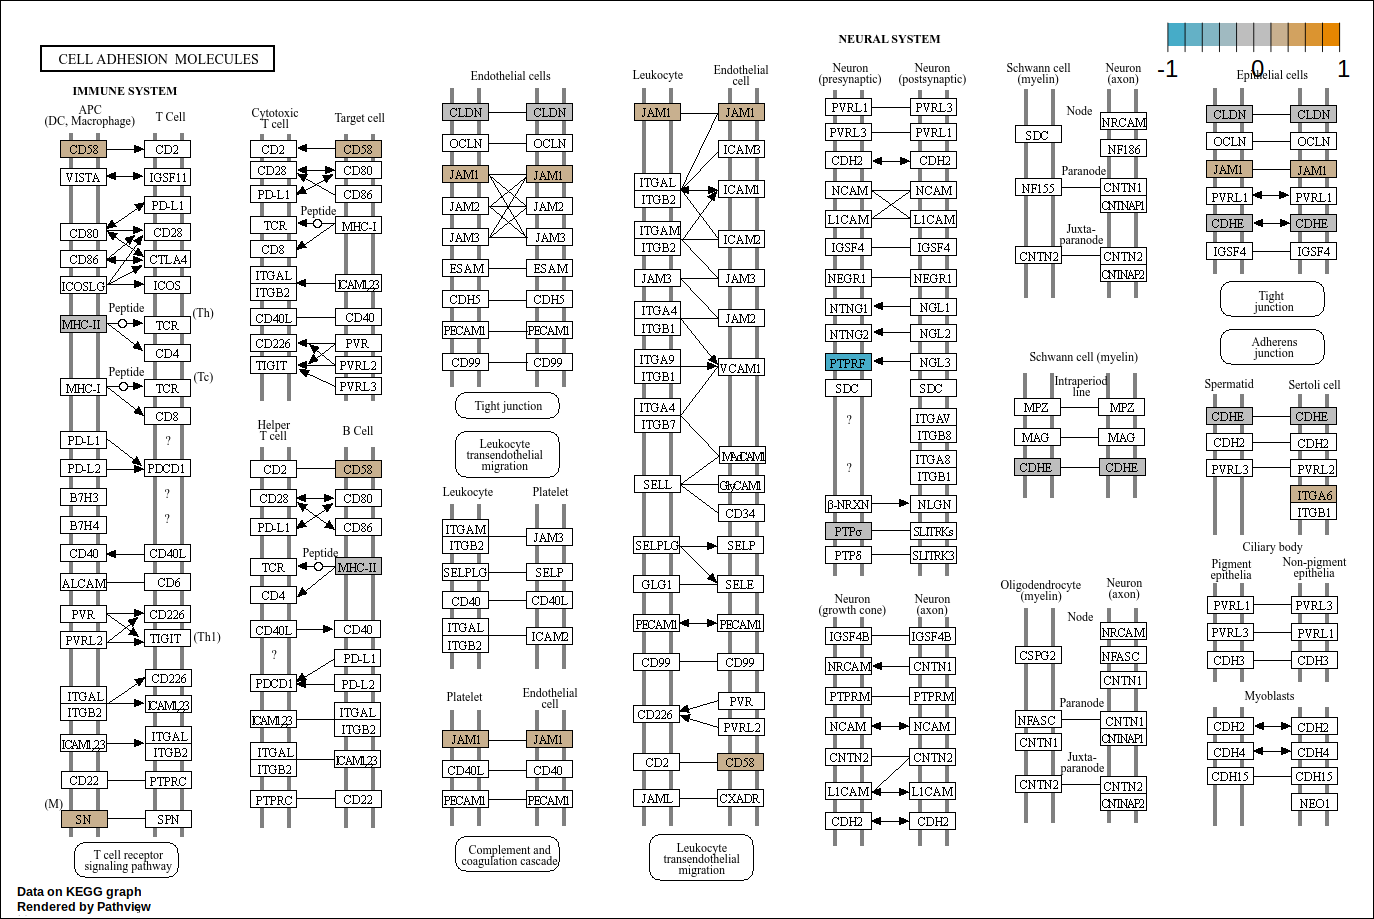 CELL ADHESION MOLECULES
-1 0 1
IMMUNE SYSTEM
APC
(DC, Macrophage)
T Cell
CD58 CD2
VISTA IGSF11
PD-L1
CD80 CD28
CD86 CTLA4
ICOSLG ICOS
Peptide
MHC-II TCR (Th)
CD4
Peptide
MHC-I TCR (Tc)
CD8
PD-L1 ?
PD-L2 PDCD1
B7H3 ?
B7H4 ?
CD40 CD40L
ALCAM CD6
PVR CD226
PVRL2 TIGIT (Th1)
CD226
ITGAL ICAM1,23
ITGB2
ICAM1,23 ITGAL
ITGB2
CD22 PTPRC
(M)
SN SPN
T cell receptor
signaling pathway
Cytotoxic
T cell
Target cell
CD2 CD58
CD28 CD80
PD-L1 CD86
Peptide
TCR MHC-I
CD8
ITGAL ICAM1,23
ITGB2
CD40L CD40
CD226 PVR
TIGIT PVRL2
PVRL3
Helper
T cell
B Cell
CD2 CD58
CD28 CD80
PD-L1 CD86
Peptide
TCR MHC-II
CD4
CD40L CD40
? PD-L1
PDCD1 PD-L2
ICAM1,23 ITGAL
ITGB2
ITGAL ICAM1,23
ITGB2
PTPRC CD22
Endothelial cells
CLDN CLDN
OCLN OCLN
JAM1 JAM1
JAM2 JAM2
JAM3 JAM3
ESAM ESAM
CDH5 CDH5
PECAM1 PECAM1
CD99 CD99
Tight junction
Leukocyte
transendothelial
migration
Leukocyte Platelet
ITGAM JAM3
ITGB2
SELPLG SELP
CD40 CD40L
ITGAL ICAM2
ITGB2
Platelet
Endothelial
cell
JAM1 JAM1
CD40L CD40
PECAM1 PECAM1
Complement and
coagulation cascade
Leukocyte
Endothelial
cell
JAM1 JAM1
ICAM3
ITGAL ICAM1
ITGB2
ITGAM ICAM2
ITGB2
JAM3 JAM3
ITGA4 JAM2
ITGB1
ITGA9 VCAM1
ITGB1
ITGA4
ITGB7
MAdCAM1
SELL GlyCAM1
CD34
SELPLG SELP
GLG1 SELE
PECAM1 PECAM1
CD99 CD99
PVR
CD226 PVRL2
CD2 CD58
JAML CXADR
Leukocyte
transendothelial
migration
NEURAL SYSTEM
Neuron
(presynaptic)
Neuron
(postsynaptic)
PVRL1 PVRL3
PVRL3 PVRL1
CDH2 CDH2
NCAM NCAM
L1CAM L1CAM
IGSF4 IGSF4
NEGR1 NEGR1
NTNG1 NGL1
NTNG2 NGL2
PTPRF NGL3
SDC SDC
? ITGAV
ITGB8
? ITGA8
ITGB1
β-NRXN NLGN
PTPσ SLITRKs
PTPδ SLITRK3
Neuron
(growth cone)
Neuron
(axon)
IGSF4B IGSF4B
NRCAM CNTN1
PTPRM PTPRM
NCAM NCAM
CNTN2 CNTN2
L1CAM L1CAM
CDH2 CDH2
Schwann cell
(myelin)
Neuron
(axon)
Node
NRCAM
SDC
NF186
Paranode
NF155 CNTN1
CNTNAP1
Juxta-
paranode
CNTN2 CNTN2
CNTNAP2
Schwann cell (myelin)
Intraperiod
line
MPZ MPZ
MAG MAG
CDHE CDHE
Oligodendrocyte
(myelin)
Neuron
(axon)
Node
NRCAM
CSPG2 NFASC
CNTN1
Paranode
NFASC CNTN1
CNTN1 CNTNAP1
Juxta-
paranode
CNTN2 CNTN2
CNTNAP2
Epithelial cells
CLDN CLDN
OCLN OCLN
JAM1 JAM1
PVRL1 PVRL1
CDHE CDHE
IGSF4 IGSF4
Tight
junction
Adherens
junction
Spermatid Sertoli cell
CDHE CDHE
CDH2 CDH2
PVRL3 PVRL2
ITGA6
ITGB1
Ciliary body
Pigment
epithelia
Non-pigment
epithelia
PVRL1 PVRL3
PVRL3 PVRL1
CDH3 CDH3
Myoblasts
CDH2 CDH2
CDH4 CDH4
CDH15 CDH15
NEO1
Data on KEGG graph
Rendered by Pathview